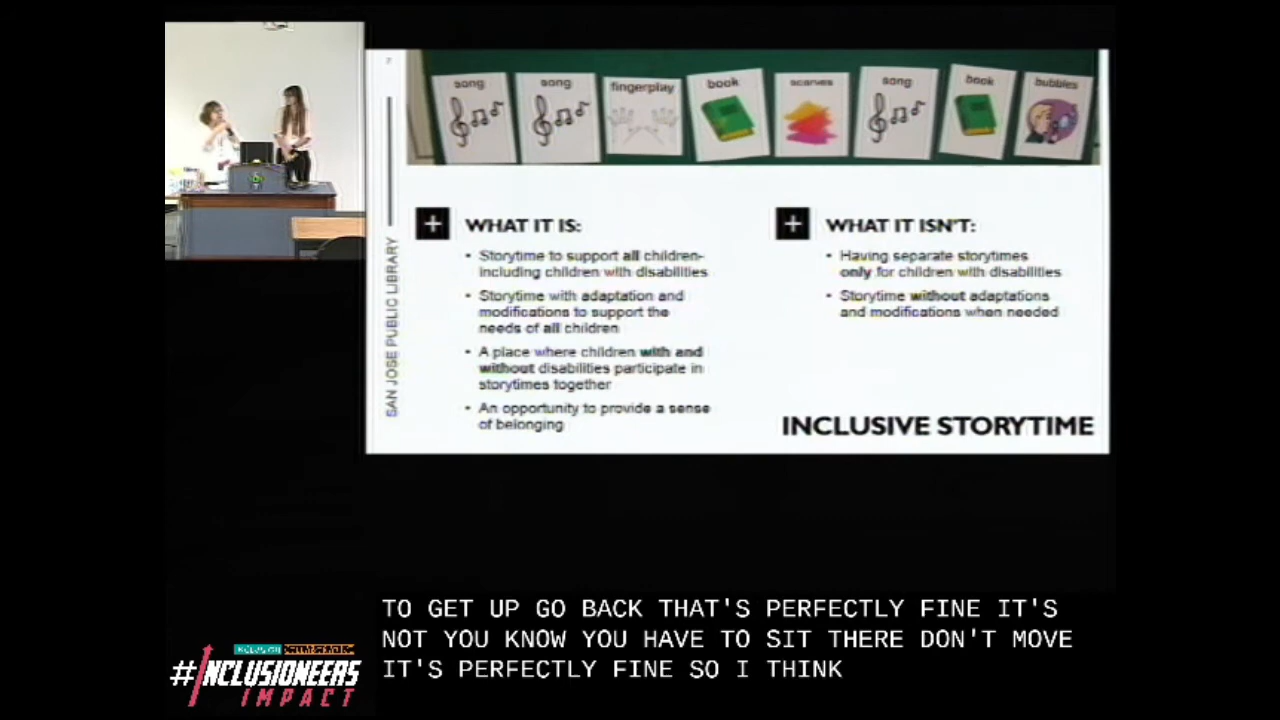 7
song
song
fingerplay
book
scarves
song
book
bubbles
SAN JOSE PUBLIC LIBRARY
+ WHAT IT IS:
• Storytime to support all children-
including children with disabilities
• Storytime with adaptation and
modifications to support the
needs of all children
• A place where children with and
without disabilities participate in
storytimes together
• An opportunity to provide a sense
of belonging
+ WHAT IT ISN'T:
• Having separate storytimes
only for children with disabilities
• Storytime without adaptations
and modifications when needed
INCLUSIVE STORYTIME
TO GET UP GO BACK THAT'S PERFECTLY FINE IT'S
NOT YOU KNOW YOU HAVE TO SIT THERE DON'T MOVE
IT'S PERFECTLY FINE SO I THINK
#INCLUSIONEERS
IMPACT